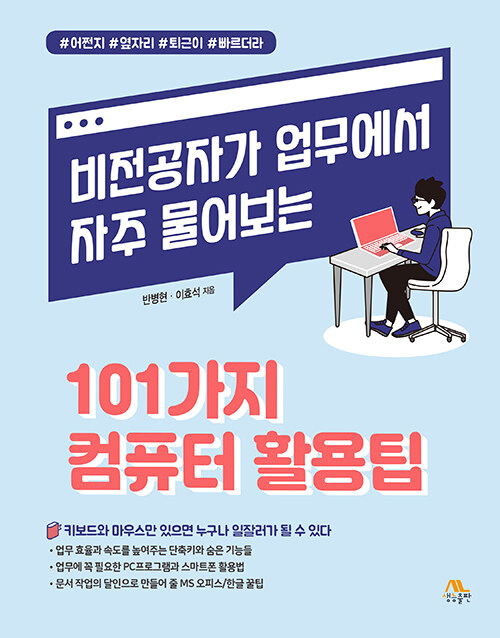 #어쩐지 #옆자리 #퇴근이 #빠르더라
비전공자가 업무에서
자주 물어보는
반병현 · 이효석 지음
101가지
컴퓨터 활용팁
키보드와 마우스만 있으면 누구나 일잘러가 될 수 있다
• 업무 효율과 속도를 높여주는 단축키와 숨은 기능들
• 업무에 꼭 필요한 PC프로그램과 스마트폰 활용법
• 문서 작업의 달인으로 만들어 줄 MS 오피스/한글 꿀팁
생능출판